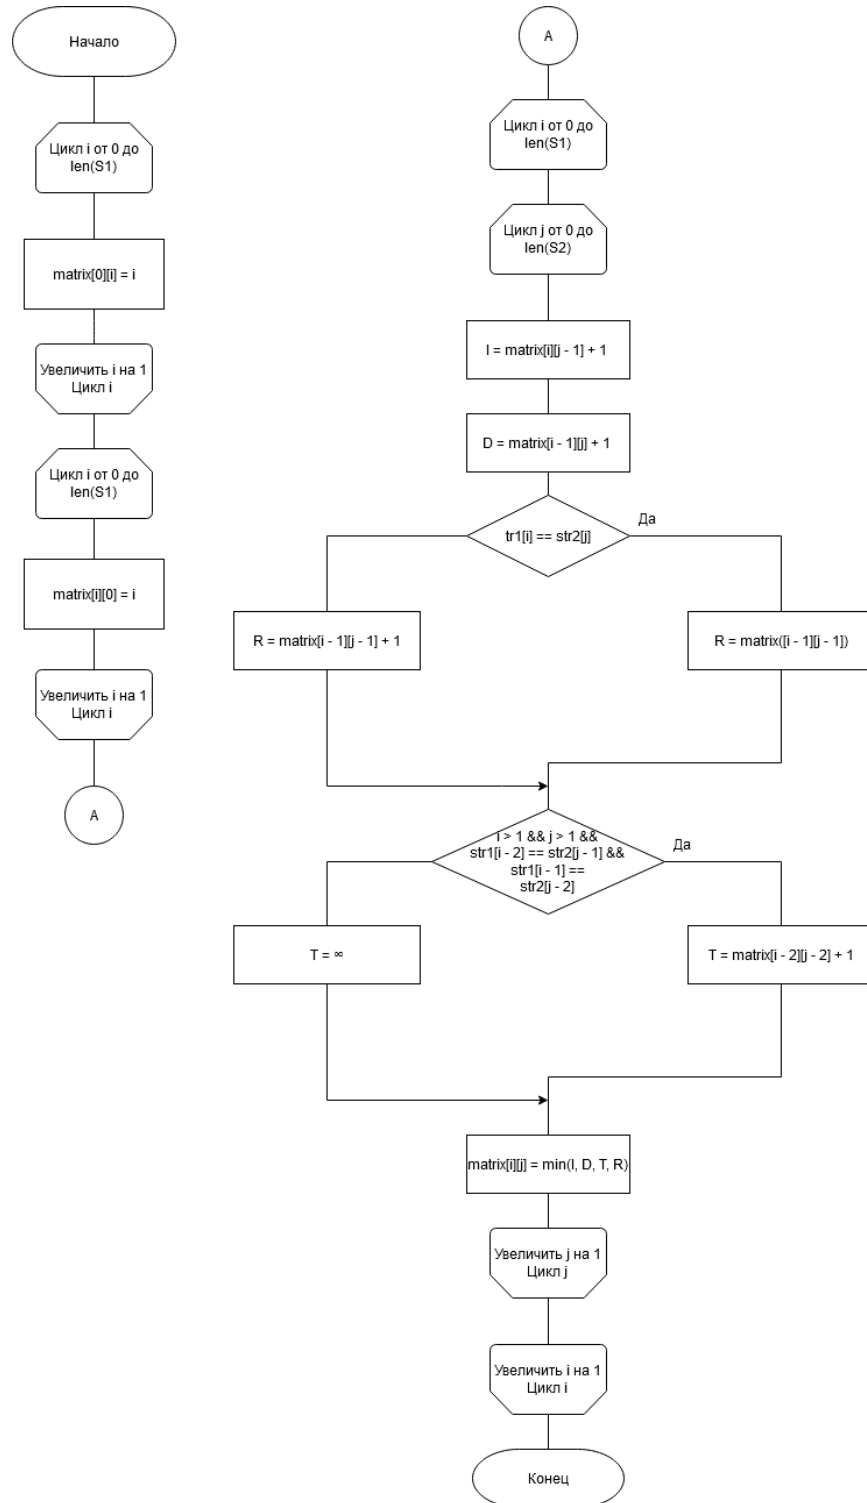 Начало
Цикл i от 0 до
len(S1)
matrix[0][i] = i
Увеличить i на 1
Цикл i
Цикл i от 0 до
len(S1)
matrix[i][0] = i
Увеличить i на 1
Цикл i
A
A
Цикл i от 0 до
len(S1)
Цикл j от 0 до
len(S2)
I = matrix[i][j - 1] + 1
D = matrix[i - 1][j] + 1
tr1[i] == str2[j]
Да
R = matrix[i - 1][j - 1] + 1
R = matrix([i - 1][j - 1])
i > 1 && j > 1 &&
str1[i - 2] == str2[j - 1] &&
str1[i - 1] ==
str2[j - 2]
Да
T = ∞
T = matrix[i - 2][j - 2] + 1
matrix[i][j] = min(I, D, T, R)
Увеличить j на 1
Цикл j
Увеличить i на 1
Цикл i
Конец